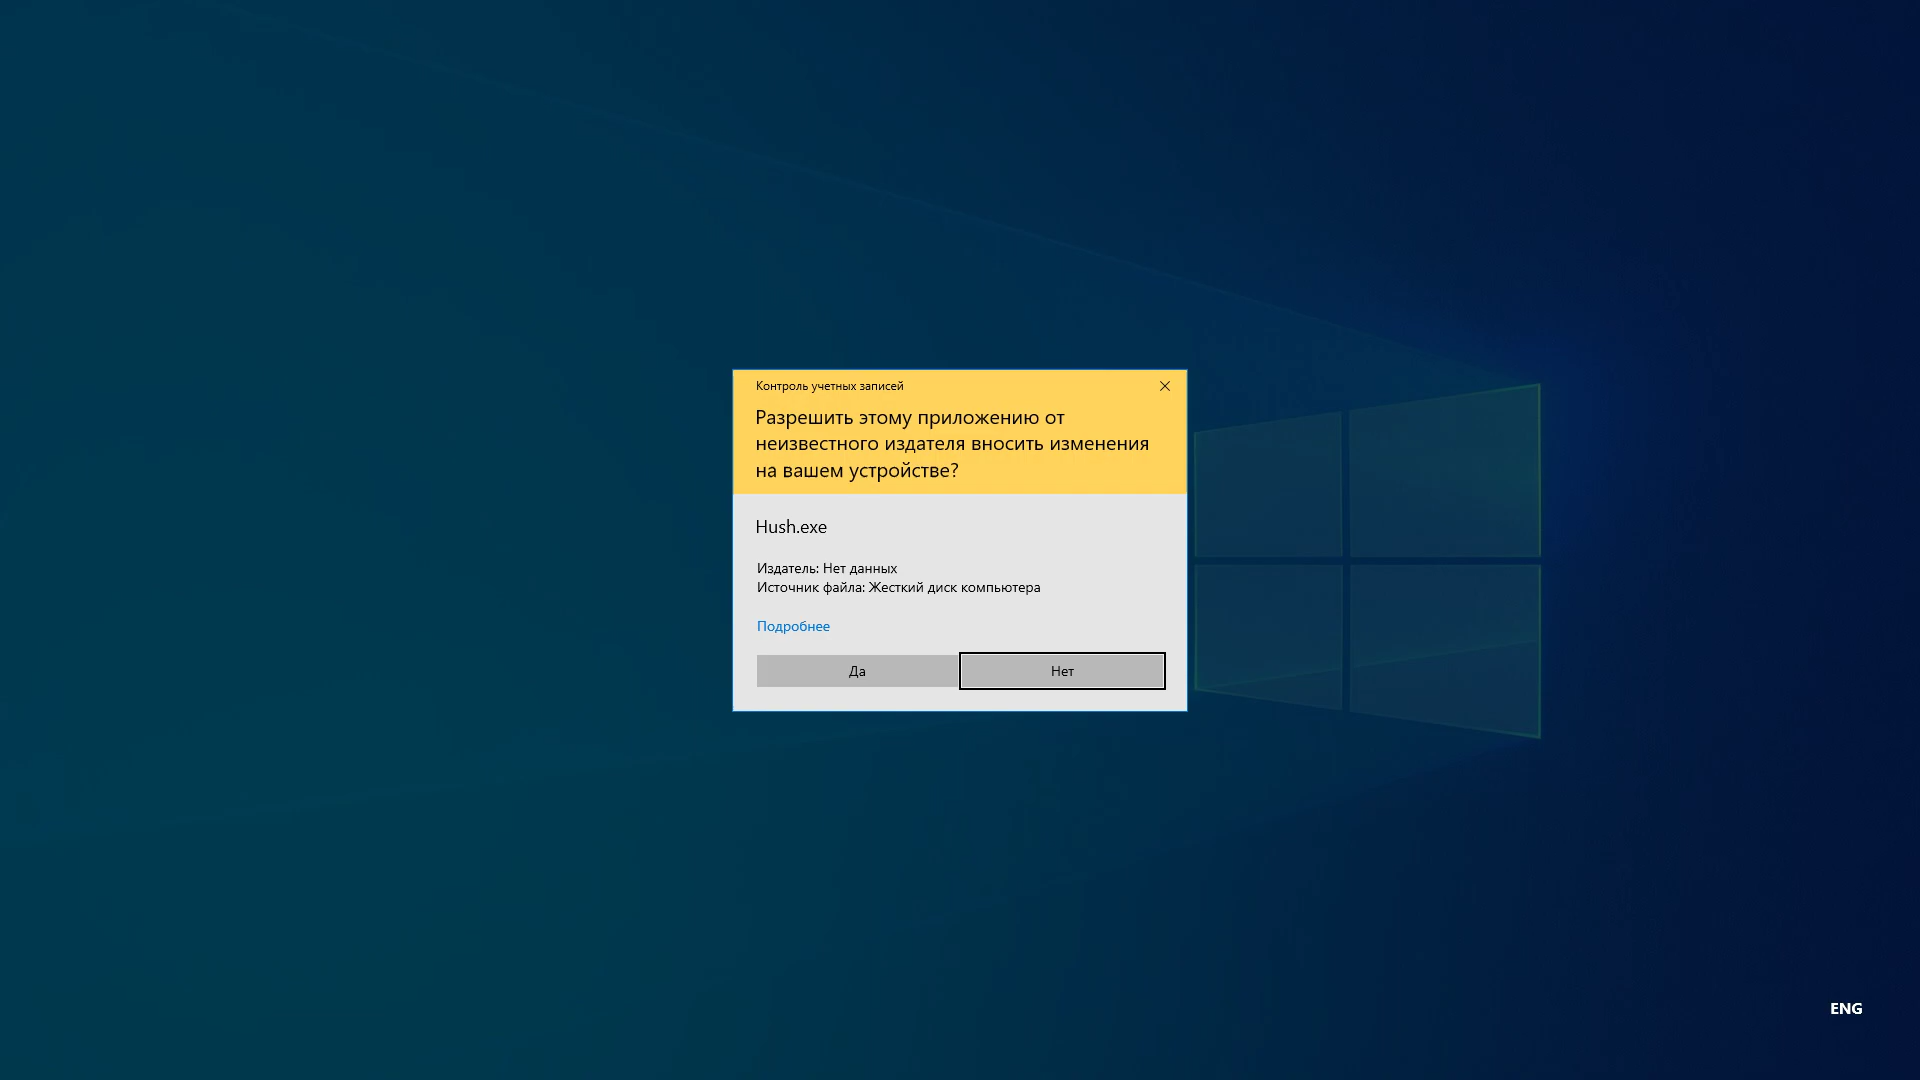 Контроль учетных записей
Разрешить этому приложению от
неизвестного издателя вносить изменения
на вашем устройстве?
Hush.exe
Издатель: Нет данных
Источник файла: Жесткий диск компьютера
Подробнее
Да
Нет
ENG